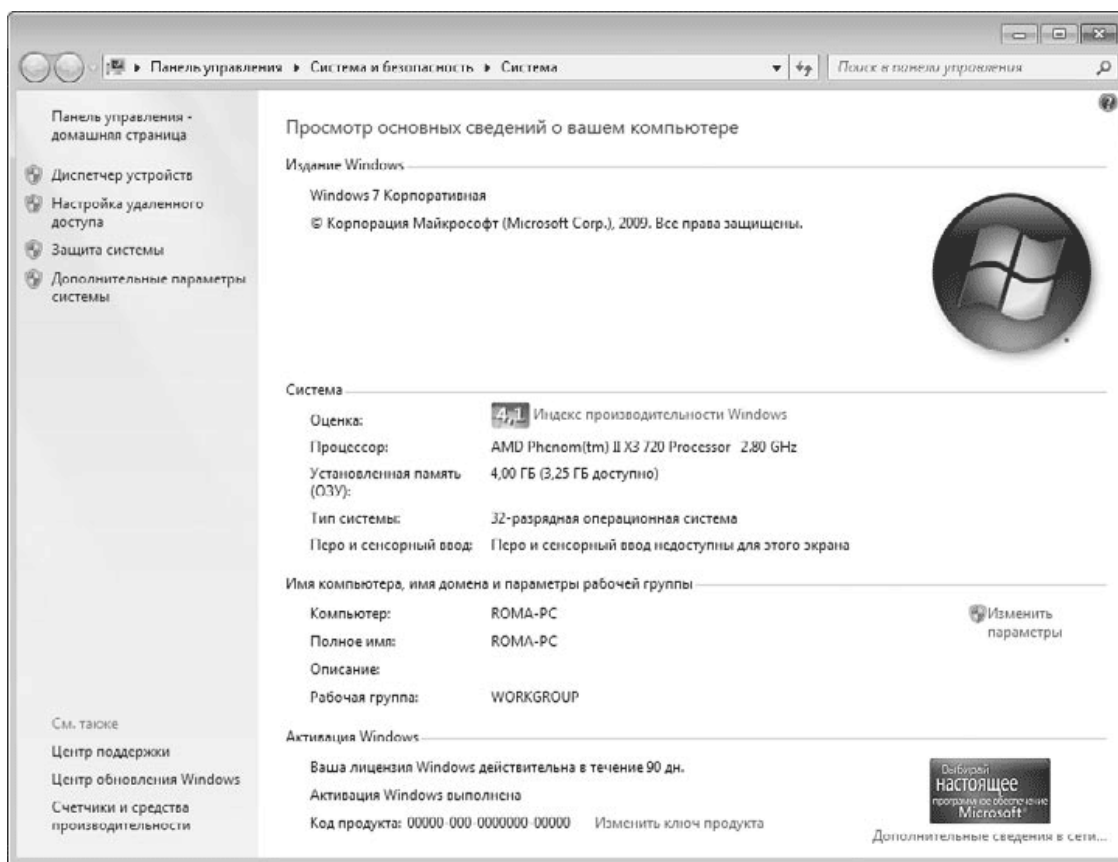 Панель управления ▸ Система и безопасность ▸ Система
Поиск в панели управления
Панель управления -
домашняя страница
Диспетчер устройств
Настройка удаленного
доступа
Защита системы
Дополнительные параметры
системы
См. также
Центр поддержки
Центр обновления Windows
Счетчики и средства
производительности
Просмотр основных сведений о вашем компьютере
Издание Windows
Windows 7 Корпоративная
© Корпорация Майкрософт (Microsoft Corp.), 2009. Все права защищены.
Система
Оценка: 4,1 Индекс производительности Windows
Процессор: AMD Phenom(tm) II X3 720 Processor 2.80 GHz
Установленная память 4,00 ГБ (3,25 ГБ доступно)
(ОЗУ):
Тип системы: 32-разрядная операционная система
Перо и сенсорный ввод: Перо и сенсорный ввод недоступны для этого экрана
Имя компьютера, имя домена и параметры рабочей группы
Компьютер: ROMA-PC
Изменить
параметры
Полное имя: ROMA-PC
Описание:
Рабочая группа: WORKGROUP
Активация Windows
Ваша лицензия Windows действительна в течение 90 дн.
Активация Windows выполнена
Код продукта: 00000-000-0000000-00000 Изменить ключ продукта
Выбирай
настоящее
программное обеспечение
Microsoft®
Дополнительные сведения в сети...